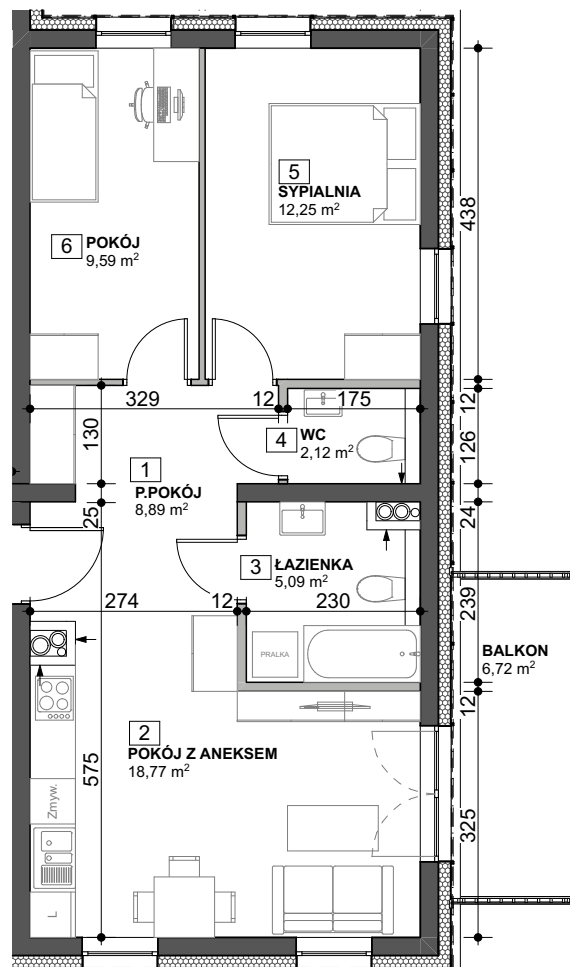 5
SYPIALNIA
12,25 m²
6
POKÓJ
9,59 m²
438
329
12
175
12
130
4
WC
2,12 m²
126
1
P.POKÓJ
8,89 m²
25
24
3
ŁAZIENKA
5,09 m²
274
12
230
239
PRALKA
BALKON
6,72 m²
12
2
POKÓJ Z ANEKSEM
18,77 m²
575
Zmyw.
325
L